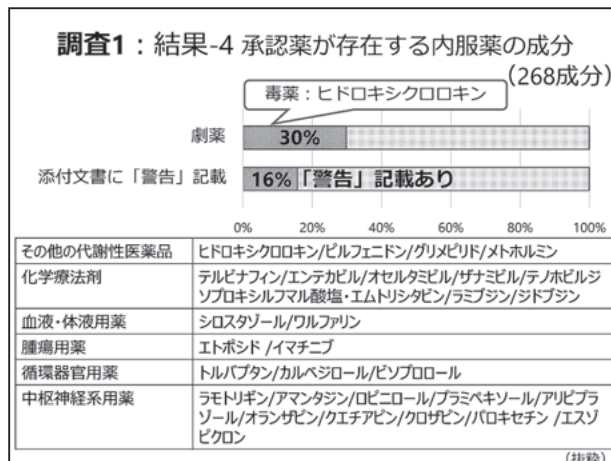 調査1：結果-4 承認薬が存在する内服薬の成分
（268成分）
毒薬：ヒドロキシクロロキン
劇薬
30%
添付文書に「警告」記載
16%「警告」記載あり
0%
20%
40%
60%
80%
100%
その他の代謝性医薬品
ヒドロキシクロロキン/ピルフェニドン/グリメピリド/メトホルミン
化学療法剤
テルビナフィン/エンテカビル/オセルタミビル/ザナミビル/テノホビルジ
ソプロキシルフマル酸塩・エムトリシタビン/ラミブジン/ジドブジン
血液・体液用薬
シロスタゾール/ワルファリン
腫瘍用薬
エトポシド /イマチニブ
循環器官用薬
トルバプタン/カルベジロール/ビソプロロール
中枢神経系用薬
ラモトリギン/アマンタジン/ロピニロール/プラミペキソール/アリピプラ
ゾール/オランザピン/クエチアピン/クロザピン/パロキセチン /エスゾ
ピクロン
（抜粋）